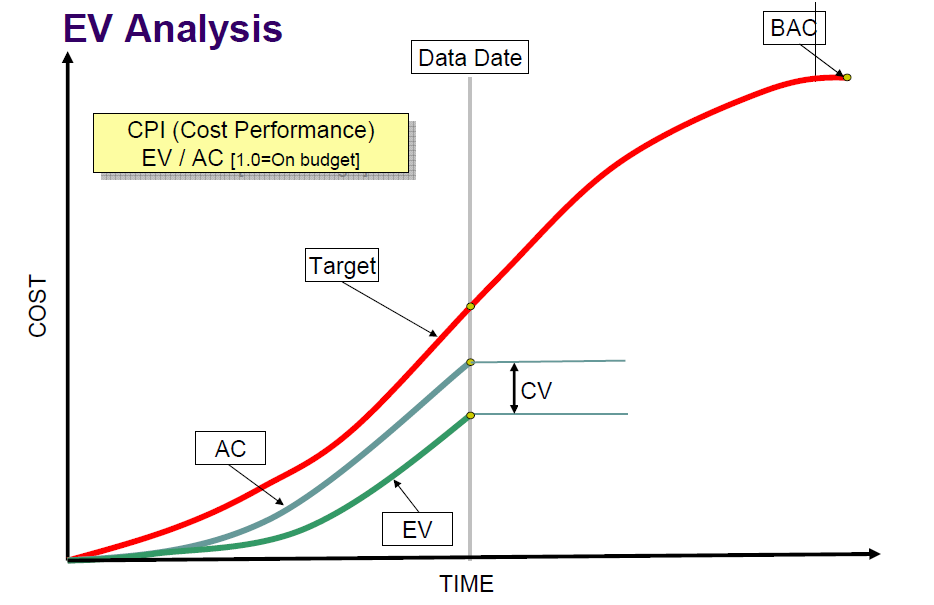 EV Analysis
BAC
Data Date
CPI (Cost Performance)
EV / AC [1.0=On budget]
Target
COST
CV
AC
EV
TIME